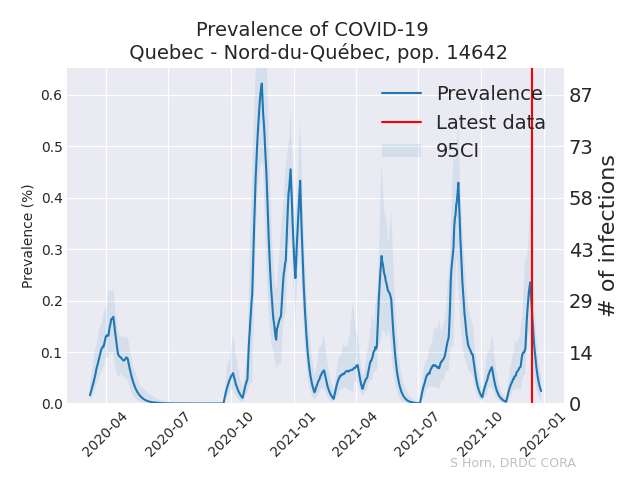 Prevalence of COVID-19
Quebec - Nord-du-Québec, pop. 14642
Prevalence
Latest data
95CI
Prevalence (%)
0.6
0.5
0.4
0.3
0.2
0.1
0.0
87
73
58
43
29
14
0
# of infections
2020-04
2020-07
2020-10
2021-01
2021-04
2021-07
2021-10
2022-01
S Horn, DRDC CORA